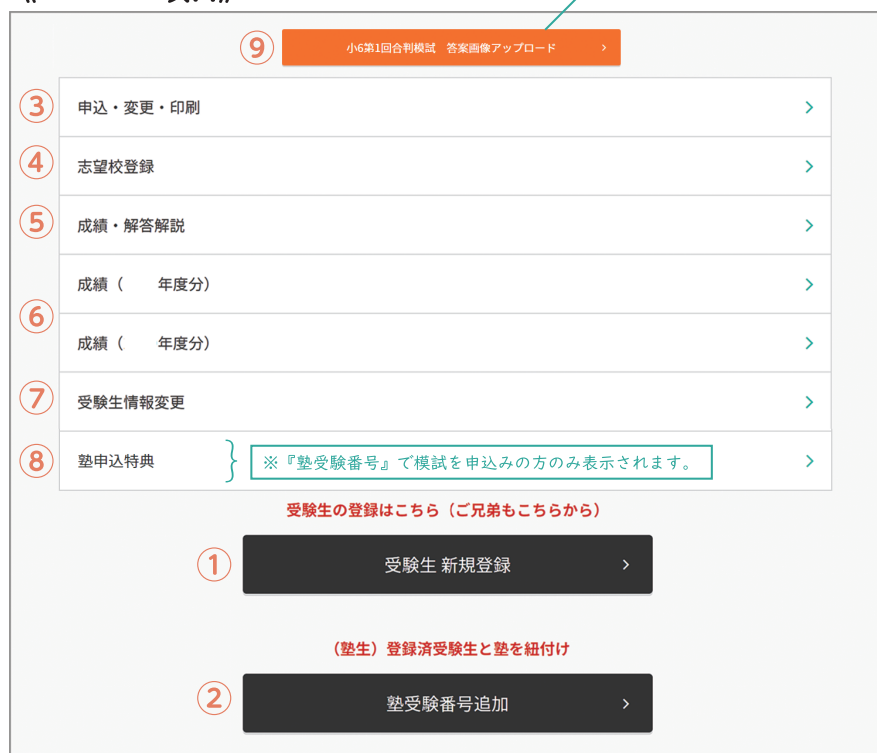 ⑨ 小6第1回合判模試 答案画像アップロード
③ 申込・変更・印刷
④ 志望校登録
⑤ 成績・解答解説
成績（　　年度分）
⑥
成績（　　年度分）
⑦ 受験生情報変更
⑧ 塾申込特典 ※『塾受験番号』で模試を申込みの方のみ表示されます。
受験生の登録はこちら（ご兄弟もこちらから）
① 受験生 新規登録
（塾生）登録済受験生と塾を紐付け
② 塾受験番号追加